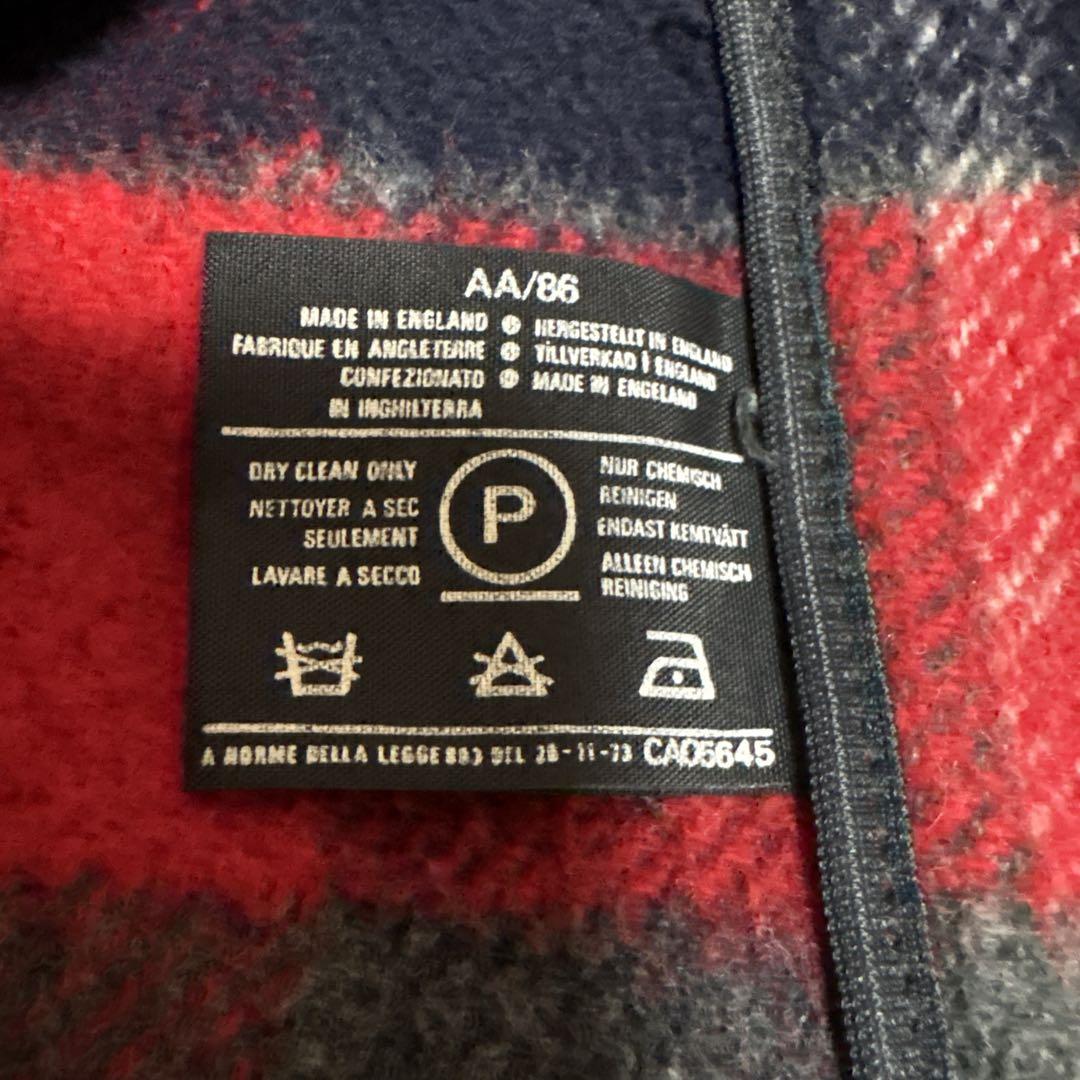 AA/86
MADE IN ENGLAND
FABRIQUE EN ANGLETERRE
CONFEZIONATO
IN INGHILTERRA
HERGESTELLT IN ENGLAND
TILLVERKAD I ENGLAND
MADE IN ENGELAND
DRY CLEAN ONLY
NETTOYER A SEC
SEULEMENT
LAVARE A SECCO
P
NUR CHEMISCH
REINIGEN
ENDAST KEMTVÄTT
ALLEEN CHEMISCH
REINIGING
A NORME DELLA LEGGE 883 DEL 26-11-73 CAO5645